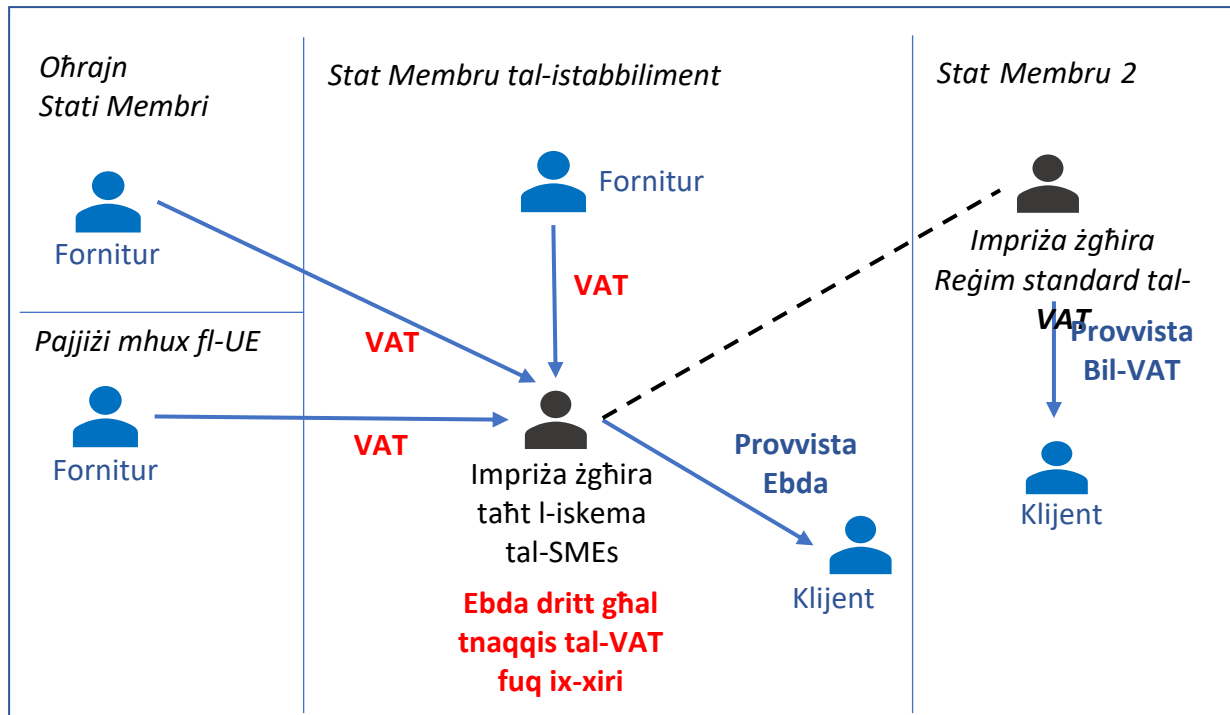 Oħrajn
Stati Membri
Fornitur
Pajjiżi mhux fl-UE
Fornitur
Stat Membru tal-istabbiliment
Fornitur
VAT
VAT
VAT
Impriża żgħira
taħt l-iskema
tal-SMEs
Ebda dritt għal
tnaqqis tal-VAT
fuq ix-xiri
Provvista
Ebda
Klijent
Stat Membru 2
Impriża żgħira
Reġim standard tal-
VAT
Provvista
Bil-VAT
Klijent